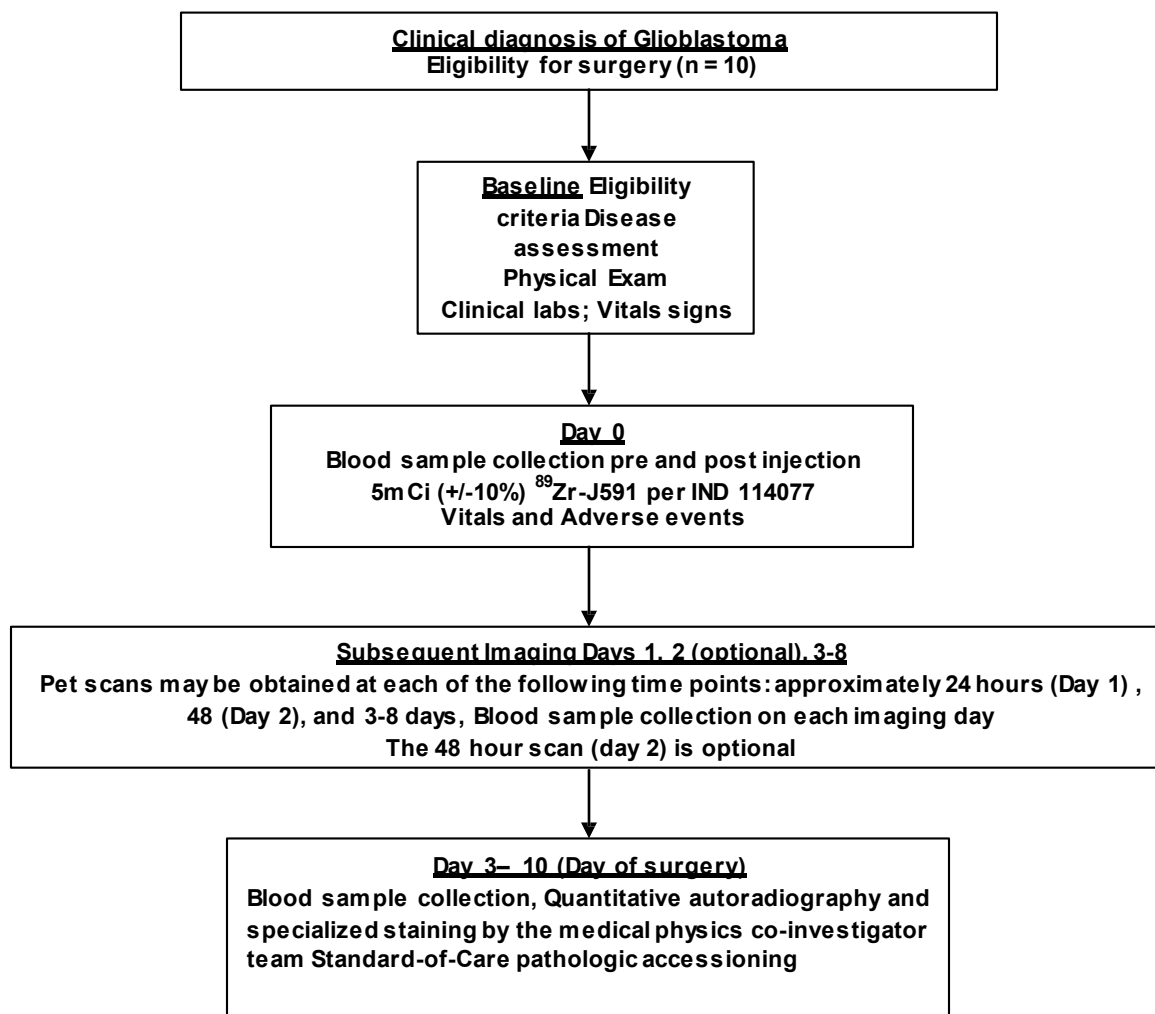 Clinical diagnosis of Glioblastoma
Eligibility for surgery (n = 10)
Baseline Eligibility
criteria Disease
assessment
Physical Exam
Clinical labs; Vitals signs
Day 0
Blood sample collection pre and post injection
5mCi (+/-10%) ⁸⁹Zr-J591 per IND 114077
Vitals and Adverse events
Subsequent Imaging Days 1, 2 (optional), 3-8
Pet scans may be obtained at each of the following time points: approximately 24 hours (Day 1) ,
48 (Day 2), and 3-8 days, Blood sample collection on each imaging day
The 48 hour scan (day 2) is optional
Day 3– 10 (Day of surgery)
Blood sample collection, Quantitative autoradiography and
specialized staining by the medical physics co-investigator
team Standard-of-Care pathologic accessioning